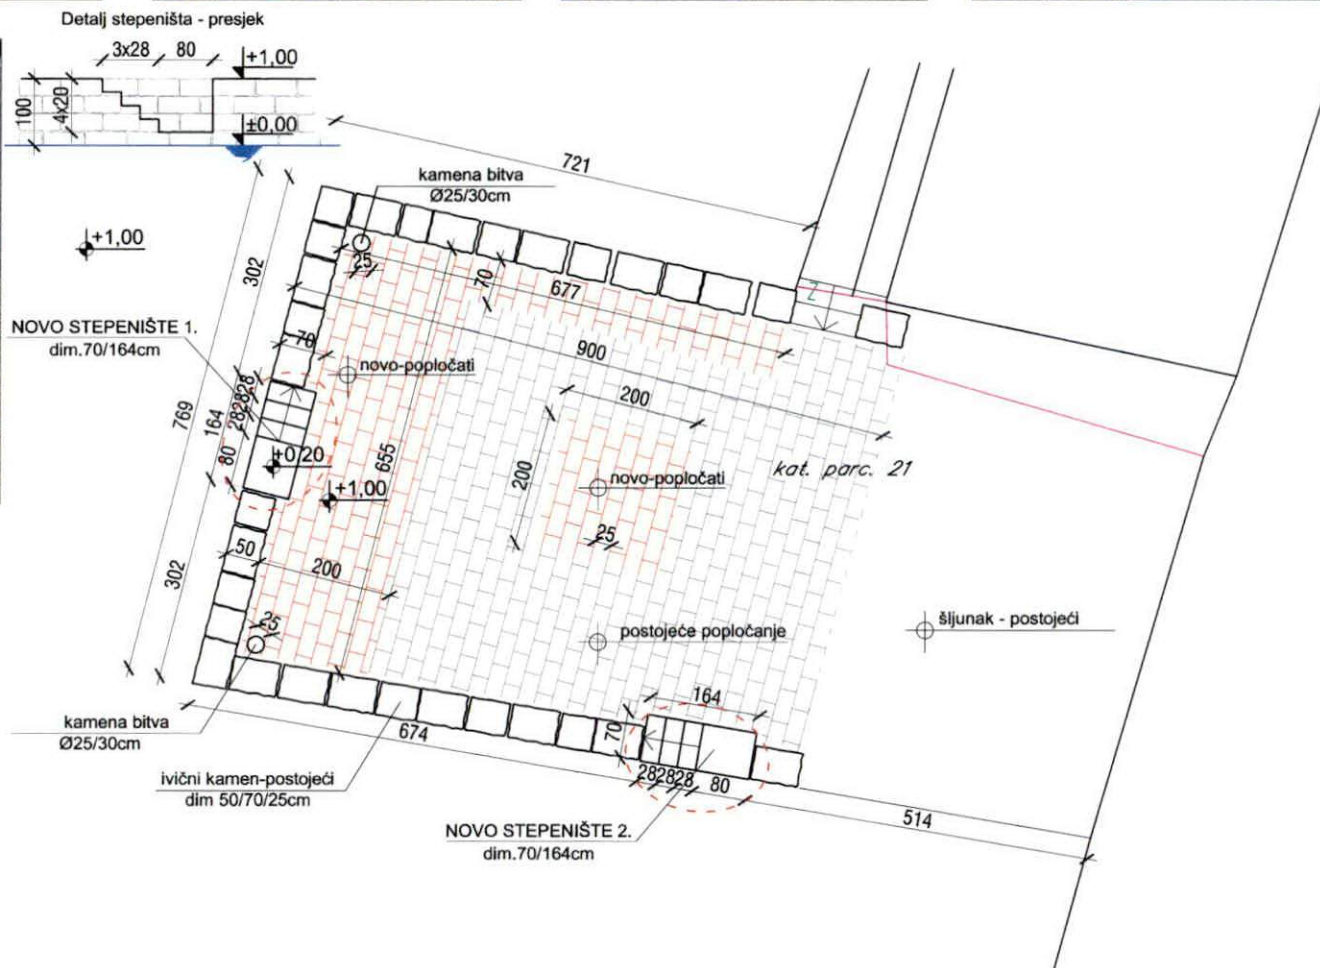 Detalj stepeništa - presjek
3x28
80
+1,00
100
4x20
±0,00
721
kamena bitva
Ø25/30cm
+1,00
302
25
70
677
NOVO STEPENIŠTE 1.
dim.70/164cm
70
900
novo-popločati
200
769
164
282828
80
+0,20
655
200
kat. parc. 21
+1,00
novo-popločati
25
50
200
302
25
postojeće popločanje
šljunak - postojeći
164
kamena bitva
Ø25/30cm
674
70
ivični kamen-postojeći
dim 50/70/25cm
282828
80
514
NOVO STEPENIŠTE 2.
dim.70/164cm